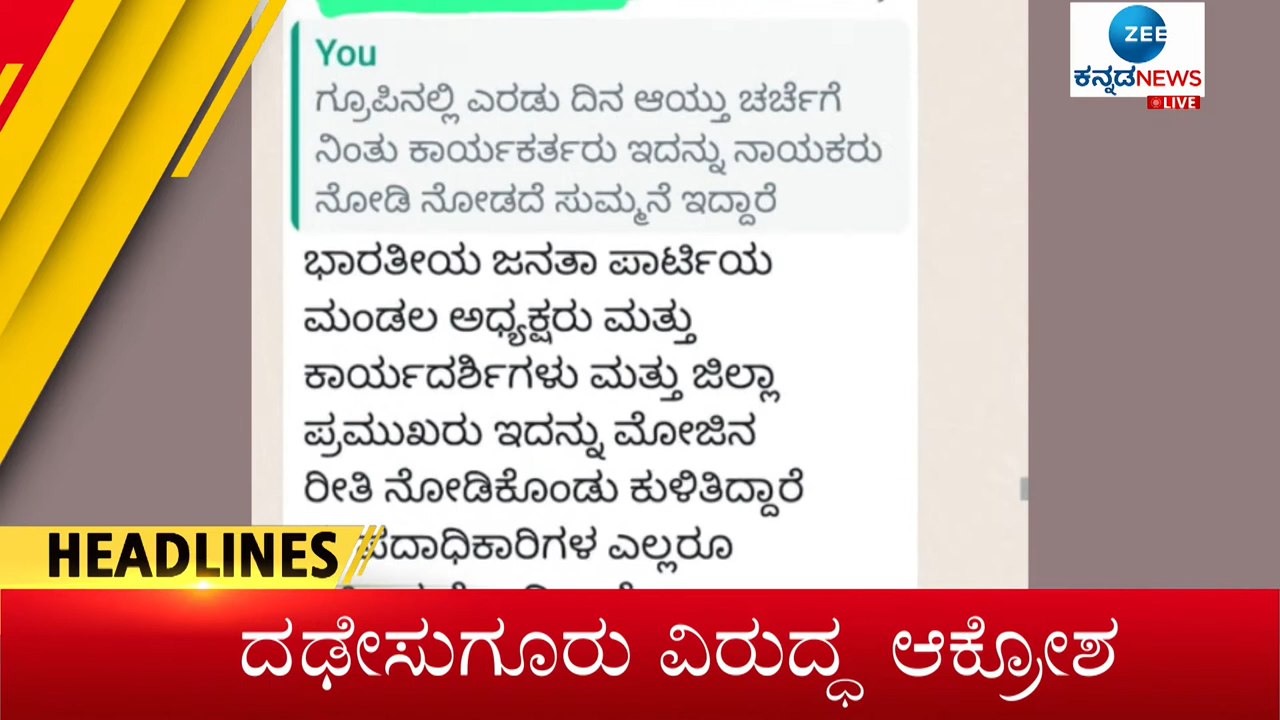 You
ಗ್ರೂಪಿನಲ್ಲಿ ಎರಡು ದಿನ ಆಯ್ತು ಚರ್ಚೆಗೆ
ನಿಂತು ಕಾರ್ಯಕರ್ತರು ಇದನ್ನು ನಾಯಕರು
ನೋಡಿ ನೋಡದೆ ಸುಮ್ಮನೆ ಇದ್ದಾರೆ
ಭಾರತೀಯ ಜನತಾ ಪಾರ್ಟಿಯ
ಮಂಡಲ ಅಧ್ಯಕ್ಷರು ಮತ್ತು
ಕಾರ್ಯದರ್ಶಿಗಳು ಮತ್ತು ಜಿಲ್ಲಾ
ಪ್ರಮುಖರು ಇದನ್ನು ಮೋಜಿನ
ರೀತಿ ನೋಡಿಕೊಂಡು ಕುಳಿತಿದ್ದಾರೆ
ಪದಾಧಿಕಾರಿಗಳ ಎಲ್ಲರೂ
ZEE
ಕನ್ನಡNEWS
LIVE
HEADLINES
ದಢೇಸುಗೂರು ವಿರುದ್ಧ ಆಕ್ರೋಶ